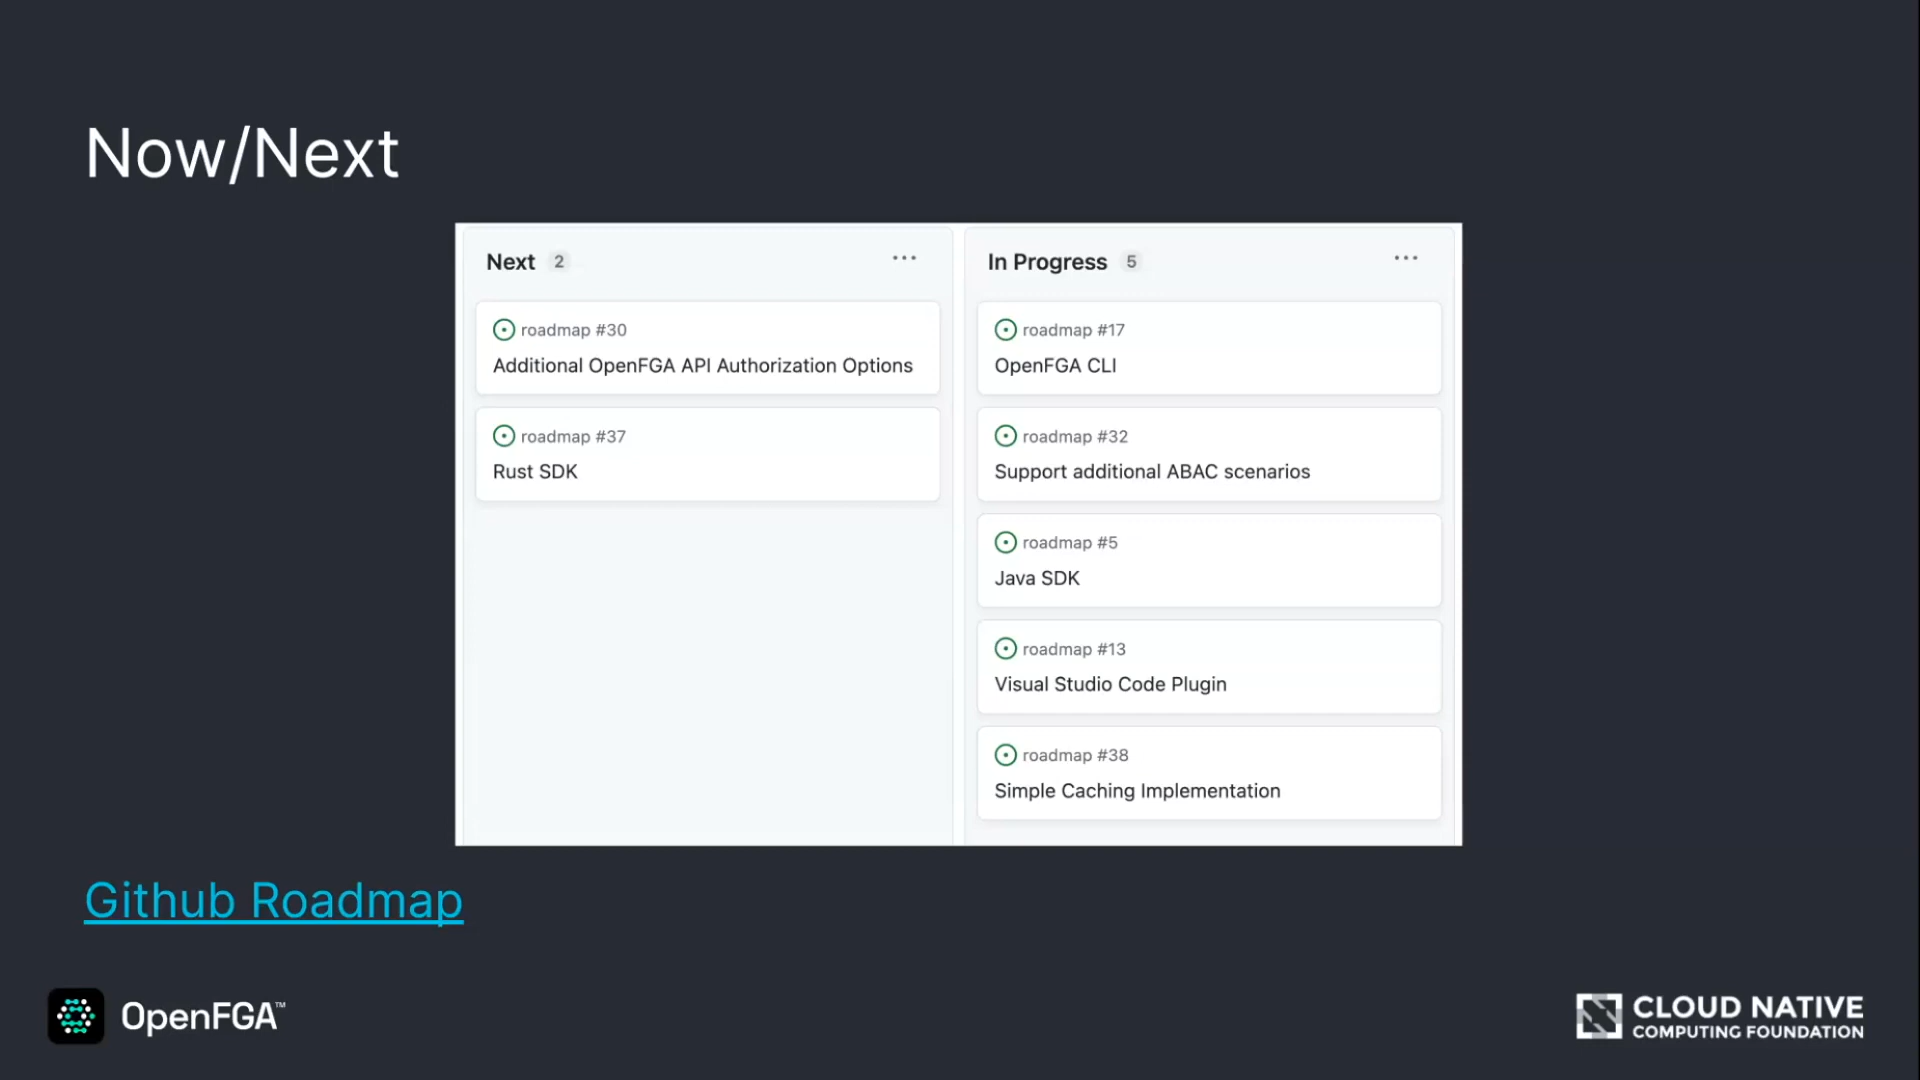 Now/Next
Next 2
roadmap #30
Additional OpenFGA API Authorization Options
roadmap #37
Rust SDK
In Progress 5
roadmap #17
OpenFGA CLI
roadmap #32
Support additional ABAC scenarios
roadmap #5
Java SDK
roadmap #13
Visual Studio Code Plugin
roadmap #38
Simple Caching Implementation
Github Roadmap
OpenFGA™
CLOUD NATIVE
COMPUTING FOUNDATION